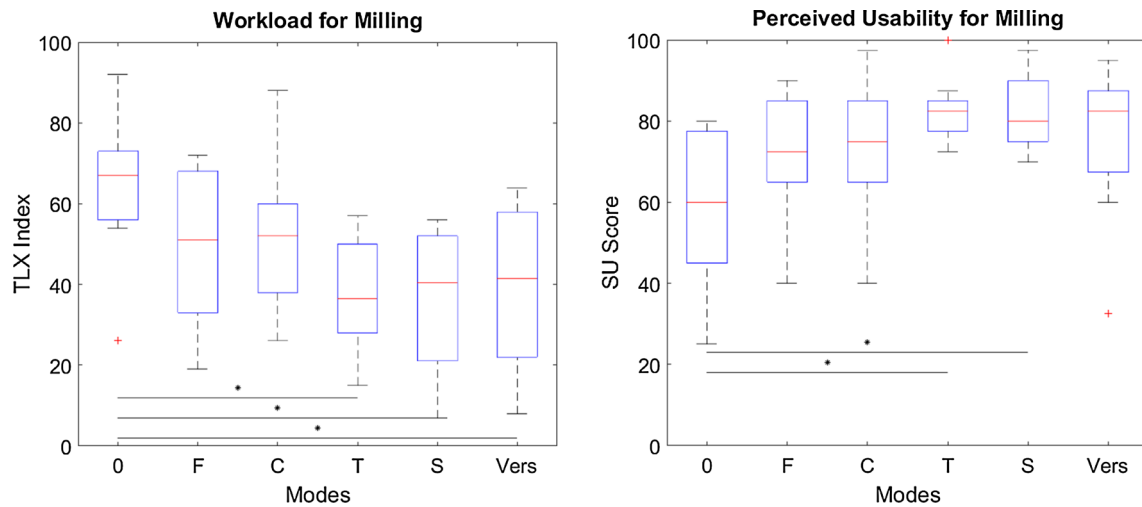 Workload for Milling
TLX Index
100
80
60
40
20
0
0 F C T S Vers
Modes
Perceived Usability for Milling
SU Score
100
80
60
40
20
0
0 F C T S Vers
Modes